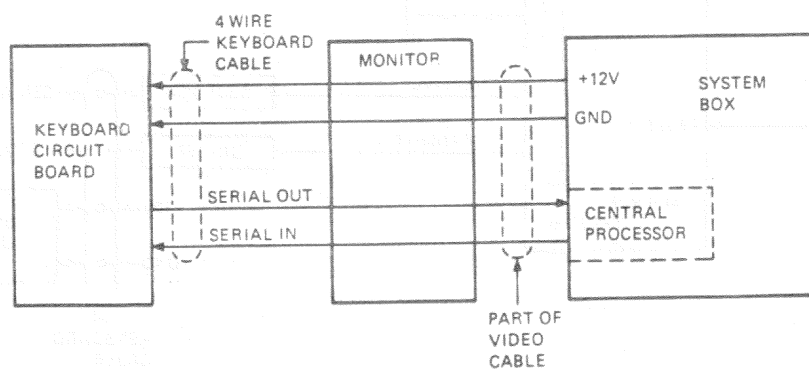 4 WIRE
KEYBOARD
CABLE
MONITOR
+12V
SYSTEM
BOX
GND
KEYBOARD
CIRCUIT
BOARD
SERIAL OUT
CENTRAL
PROCESSOR
SERIAL IN
PART OF
VIDEO
CABLE